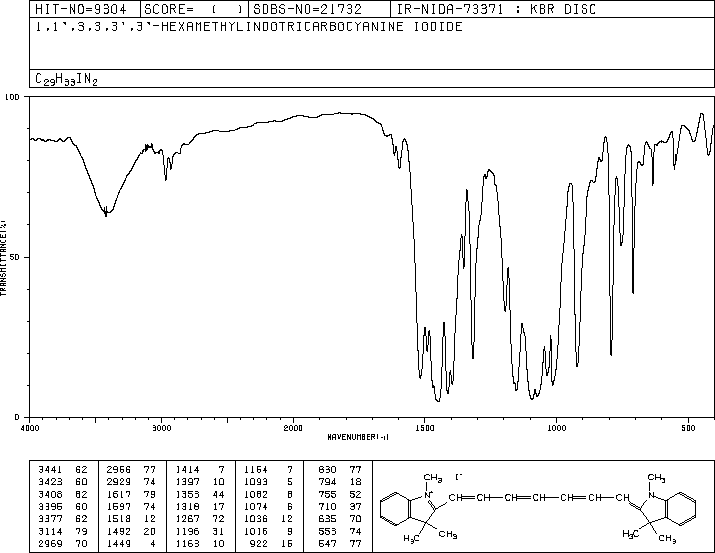 HIT-NO=9304 SCORE= ( ) SDBS-NO=21732 IR-NIDA-73371 : KBR DISC
1,1',3,3,3',3'-HEXAMETHYLINDOTRICARBOCYANINE IODIDE
C29H33IN2
100
TRANSMITTANCE(%)
50
0
4000 3000 2000 1500 1000 500
WAVENUMBER(-1)
3441 62 2956 77 1414 7 1154 7 830 77
3423 60 2929 74 1397 10 1093 5 794 18
3408 62 1617 79 1353 44 1082 6 755 52
3395 60 1597 74 1318 17 1074 6 710 37
3377 62 1518 12 1267 72 1036 12 635 70
3114 79 1492 20 1196 31 1016 9 553 74
2969 70 1449 4 1163 10 922 15 547 77
CH3 I- CH3
N+ CH CH CH CH CH CH CH N
H3C CH3 H3C CH3